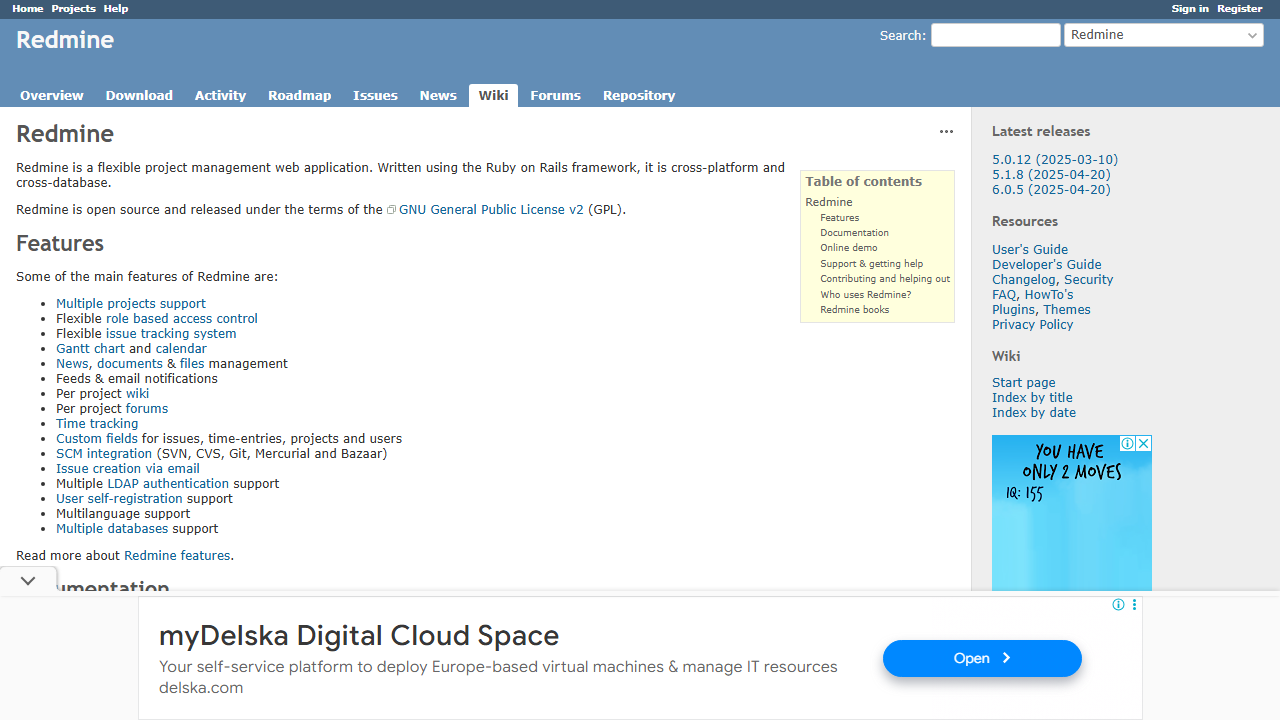 Home Projects Help
Sign in Register
Redmine
Search:
Redmine
Overview Download Activity Roadmap Issues News Wiki Forums Repository
Redmine
Redmine is a flexible project management web application. Written using the Ruby on Rails framework, it is cross-platform and
cross-database.
Redmine is open source and released under the terms of the GNU General Public License v2 (GPL).
Table of contents
Redmine
Features
Documentation
Online demo
Support & getting help
Contributing and helping out
Who uses Redmine?
Redmine books
Features
Some of the main features of Redmine are:
Multiple projects support
Flexible role based access control
Flexible issue tracking system
Gantt chart and calendar
News, documents & files management
Feeds & email notifications
Per project wiki
Per project forums
Time tracking
Custom fields for issues, time-entries, projects and users
SCM integration (SVN, CVS, Git, Mercurial and Bazaar)
Issue creation via email
Multiple LDAP authentication support
User self-registration support
Multilanguage support
Multiple databases support
Read more about Redmine features.
umentation
Latest releases
5.0.12 (2025-03-10)
5.1.8 (2025-04-20)
6.0.5 (2025-04-20)
Resources
User's Guide
Developer's Guide
Changelog, Security
FAQ, HowTo's
Plugins, Themes
Privacy Policy
Wiki
Start page
Index by title
Index by date
YOU HAVE
ONLY 2 MOVES
IQ: 155
myDelska Digital Cloud Space
Your self-service platform to deploy Europe-based virtual machines & manage IT resources
delska.com
Open